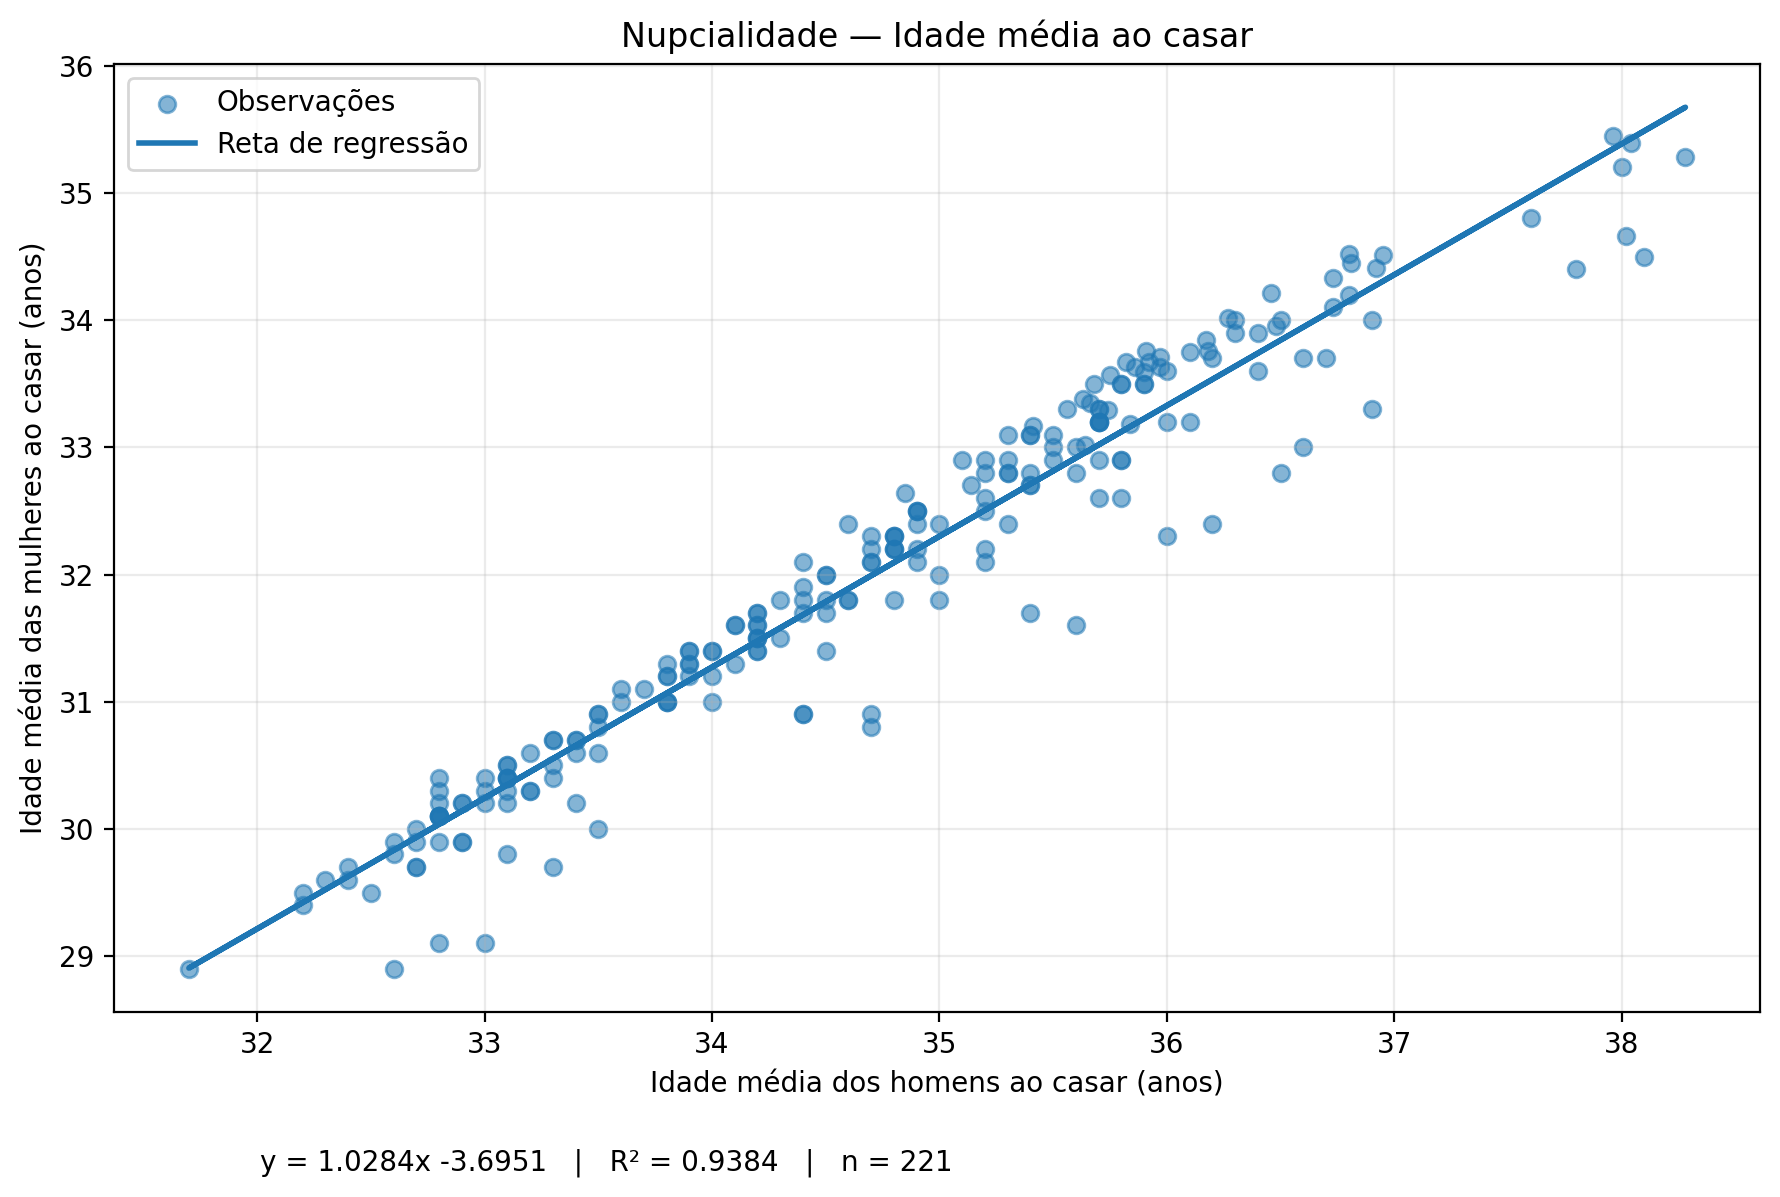 Nupcialidade — Idade média ao casar
Observações
Reta de regressão
36
35
34
33
32
31
30
29
Idade média das mulheres ao casar (anos)
32 33 34 35 36 37 38
Idade média dos homens ao casar (anos)
y = 1.0284x -3.6951 | R² = 0.9384 | n = 221